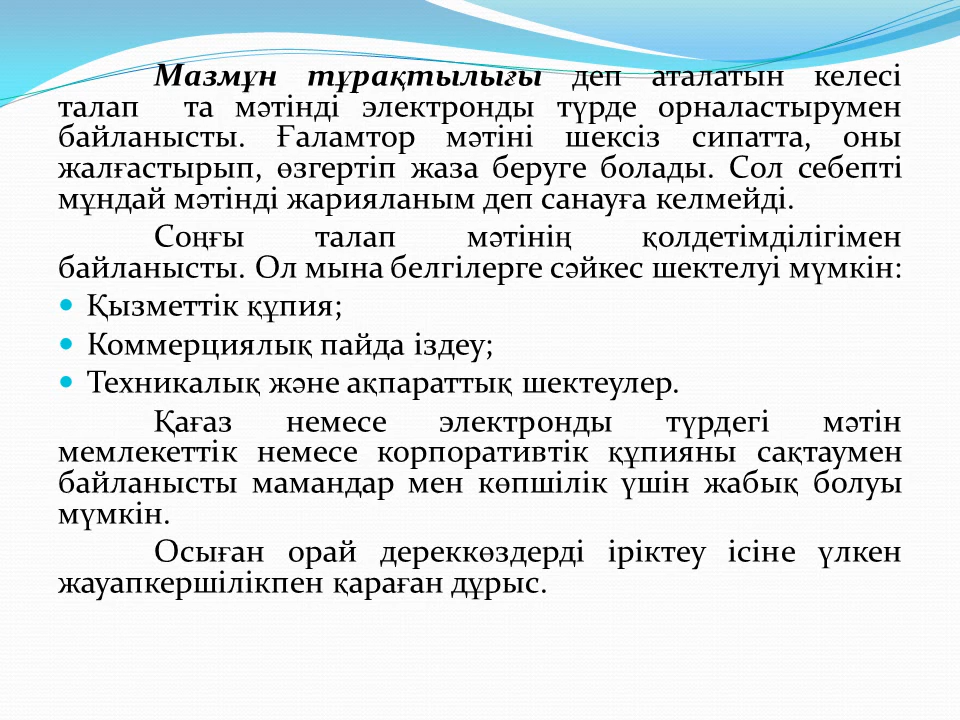 Мазмұн тұрақтылығы деп аталатын келесі
талап та мәтінді электронды түрде орналастырумен
байланысты. Ғаламтор мәтіні шексіз сипатта, оны
жалғастырып, өзгертіп жаза беруге болады. Сол себепті
мұндай мәтінді жарияланым деп санауға келмейді.
Соңғы талап мәтінің қолдетімділігімен
байланысты. Ол мына белгілерге сәйкес шектелуі мүмкін:
• Қызметтік құпия;
• Коммерциялық пайда іздеу;
• Техникалық және ақпараттық шектеулер.
Қағаз немесе электронды түрдегі мәтін
мемлекеттік немесе корпоративтік құпияны сақтаумен
байланысты мамандар мен көпшілік үшін жабық болуы
мүмкін.
Осыған орай дереккөздерді іріктеу ісіне үлкен
жауапкершілікпен қараған дұрыс.